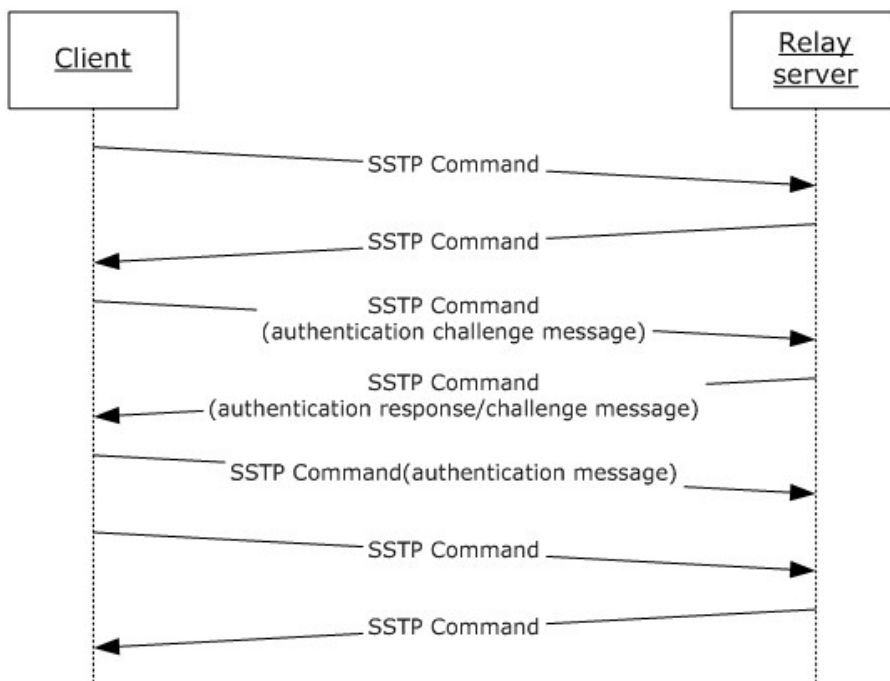 Client
Relay
server
SSTP Command
SSTP Command
SSTP Command
(authentication challenge message)
SSTP Command
(authentication response/challenge message)
SSTP Command(authentication message)
SSTP Command
SSTP Command